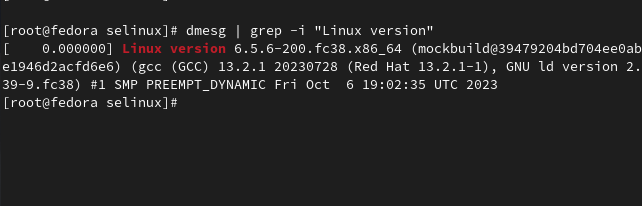 [root@fedora selinux]# dmesg | grep -i "Linux version"
[    0.000000] Linux version 6.5.6-200.fc38.x86_64 (mockbuild@39479204bd704ee0ab
e1946d2acfd6e6) (gcc (GCC) 13.2.1 20230728 (Red Hat 13.2.1-1), GNU ld version 2.
39-9.fc38) #1 SMP PREEMPT_DYNAMIC Fri Oct  6 19:02:35 UTC 2023
[root@fedora selinux]#